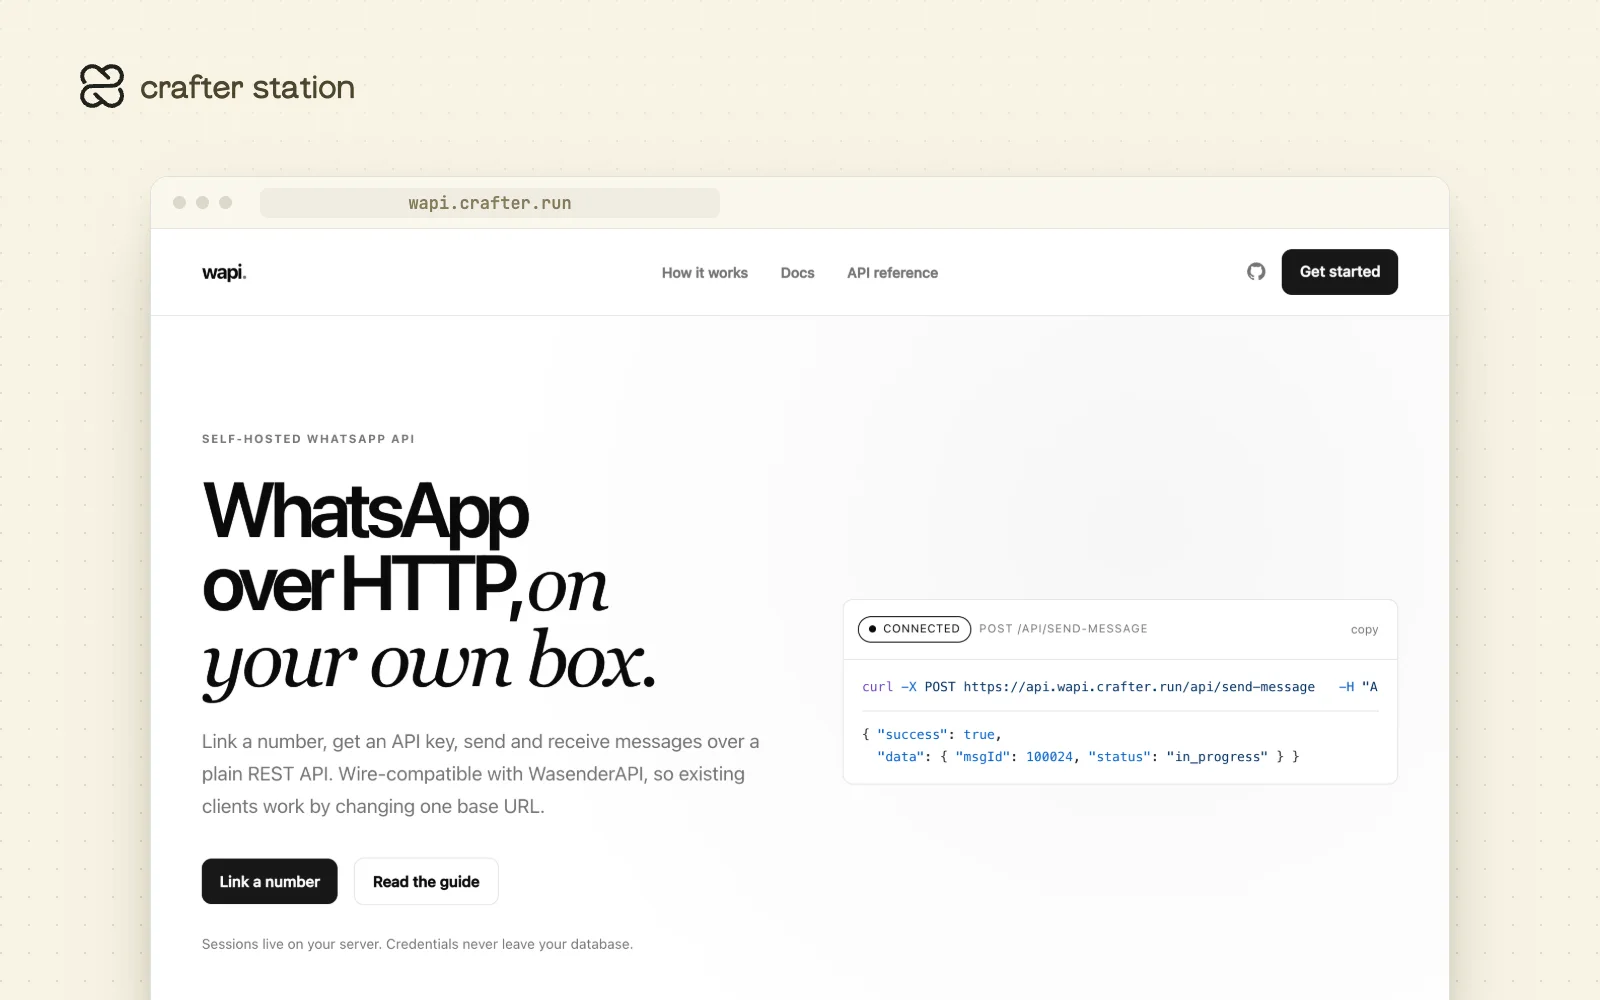 crafter station
wapi.crafter.run
wapi.
How it works
Docs
API reference
Get started
SELF-HOSTED WHATSAPP API
WhatsApp
over HTTP, on
your own box.
Link a number, get an API key, send and receive messages over a
plain REST API. Wire-compatible with WasenderAPI, so existing
clients work by changing one base URL.
Link a number
Read the guide
Sessions live on your server. Credentials never leave your database.
CONNECTED POST /API/SEND-MESSAGE copy
curl -X POST https://api.wapi.crafter.run/api/send-message -H "A
{ "success": true,
"data": { "msgId": 100024, "status": "in_progress" } }